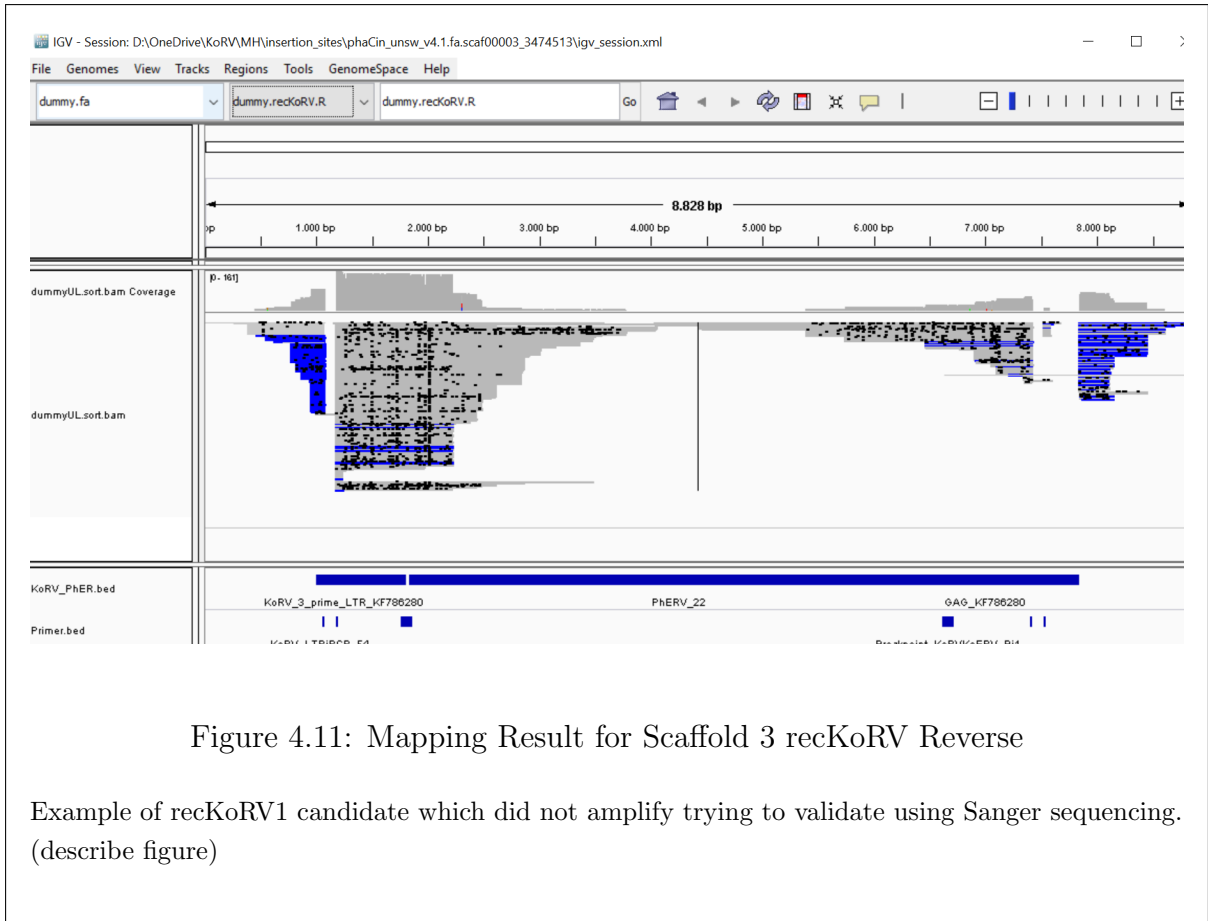 IGV - Session: D:\OneDrive\KoRV\MH\insertion_sites\phaCin_unsw_v4.1.fa.scaf00003_3474513\igv_session.xml
File Genomes View Tracks Regions Tools GenomeSpace Help
dummy.fa dummy.recKoRV.R dummy.recKoRV.R Go
8.828 bp
bp 1.000 bp 2.000 bp 3.000 bp 4.000 bp 5.000 bp 6.000 bp 7.000 bp 8.000 bp
[0 - 161]
dummyUL.sort.bam Coverage
dummyUL.sort.bam
KoRV_PhER.bed
KoRV_3_prime_LTR_KF786280 PhERV_22 GAG_KF786280
Primer.bed
Figure 4.11: Mapping Result for Scaffold 3 recKoRV Reverse
Example of recKoRV1 candidate which did not amplify trying to validate using Sanger sequencing.
(describe figure)